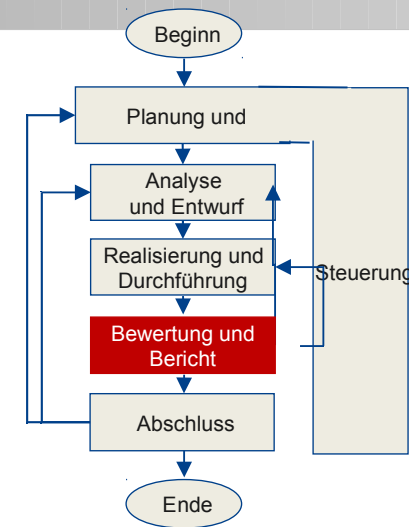 Beginn
Planung und
Analyse
und Entwurf
Realisierung und
Durchführung
Steuerung
Bewertung und
Bericht
Abschluss
Ende